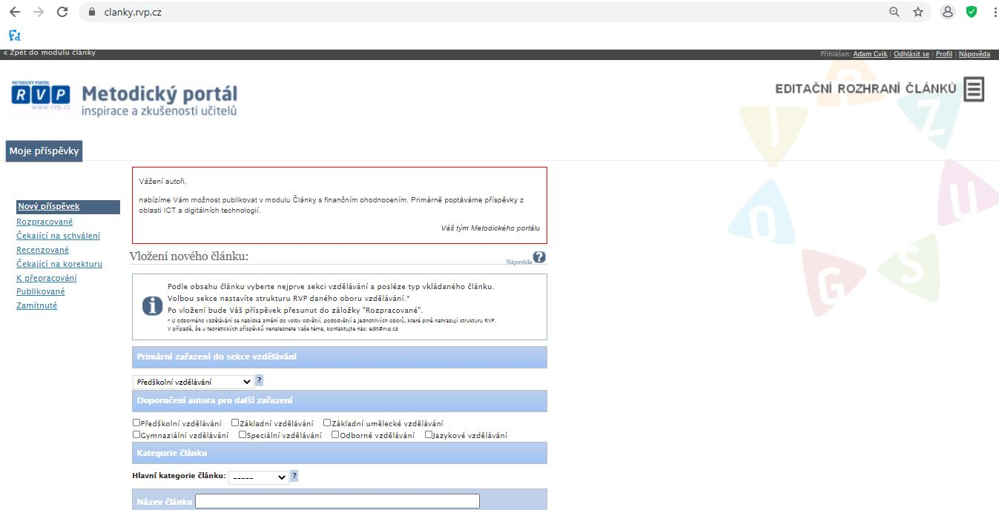 clanky.rvp.cz
« Zpět do modulu články
Přihlášen: Adam Cvik | Odhlásit se | Profil | Nápověda
METODICKÝ PORTÁL
RVP
www.rvp.cz
Metodický portál
inspirace a zkušenosti učitelů
EDITAČNÍ ROZHRANÍ ČLÁNKŮ
J
R
Z
U
S
G
O
Moje příspěvky
Nový příspěvek
Rozpracované
Čekající na schválení
Recenzované
Čekající na korekturu
K přepracování
Publikované
Zamítnuté
Vážení autoři,
nabízíme Vám možnost publikovat v modulu Články s finančním ohodnocením. Primárně poptáváme příspěvky z
oblasti ICT a digitálních technologií.
Váš tým Metodického portálu
Vložení nového článku:
Nápověda ?
Podle obsahu článku vyberte nejprve sekci vzdělávání a posléze typ vkládaného článku.
Volbou sekce nastavíte strukturu RVP daného oboru vzdělávání.*
Po vložení bude Váš příspěvek přesunut do záložky "Rozpracované".
* U odborného vzdělávání se nabídka změní do volby odvětví, pododvětví a jednotlivých oborů, které plně nahrazují strukturu RVP.
V případě, že u teoretických příspěvků nenaleznete Vaše téma, kontaktujte nás: edit@rvp.cz
Primární zařazení do sekce vzdělávání
Předškolní vzdělávání ?
Doporučení autora pro další zařazení
Předškolní vzdělávání Základní vzdělávání Základní umělecké vzdělávání
Gymnaziální vzdělávání Speciální vzdělávání Odborné vzdělávání Jazykové vzdělávání
Kategorie článku
Hlavní kategorie článku: ----- ?
Název článku